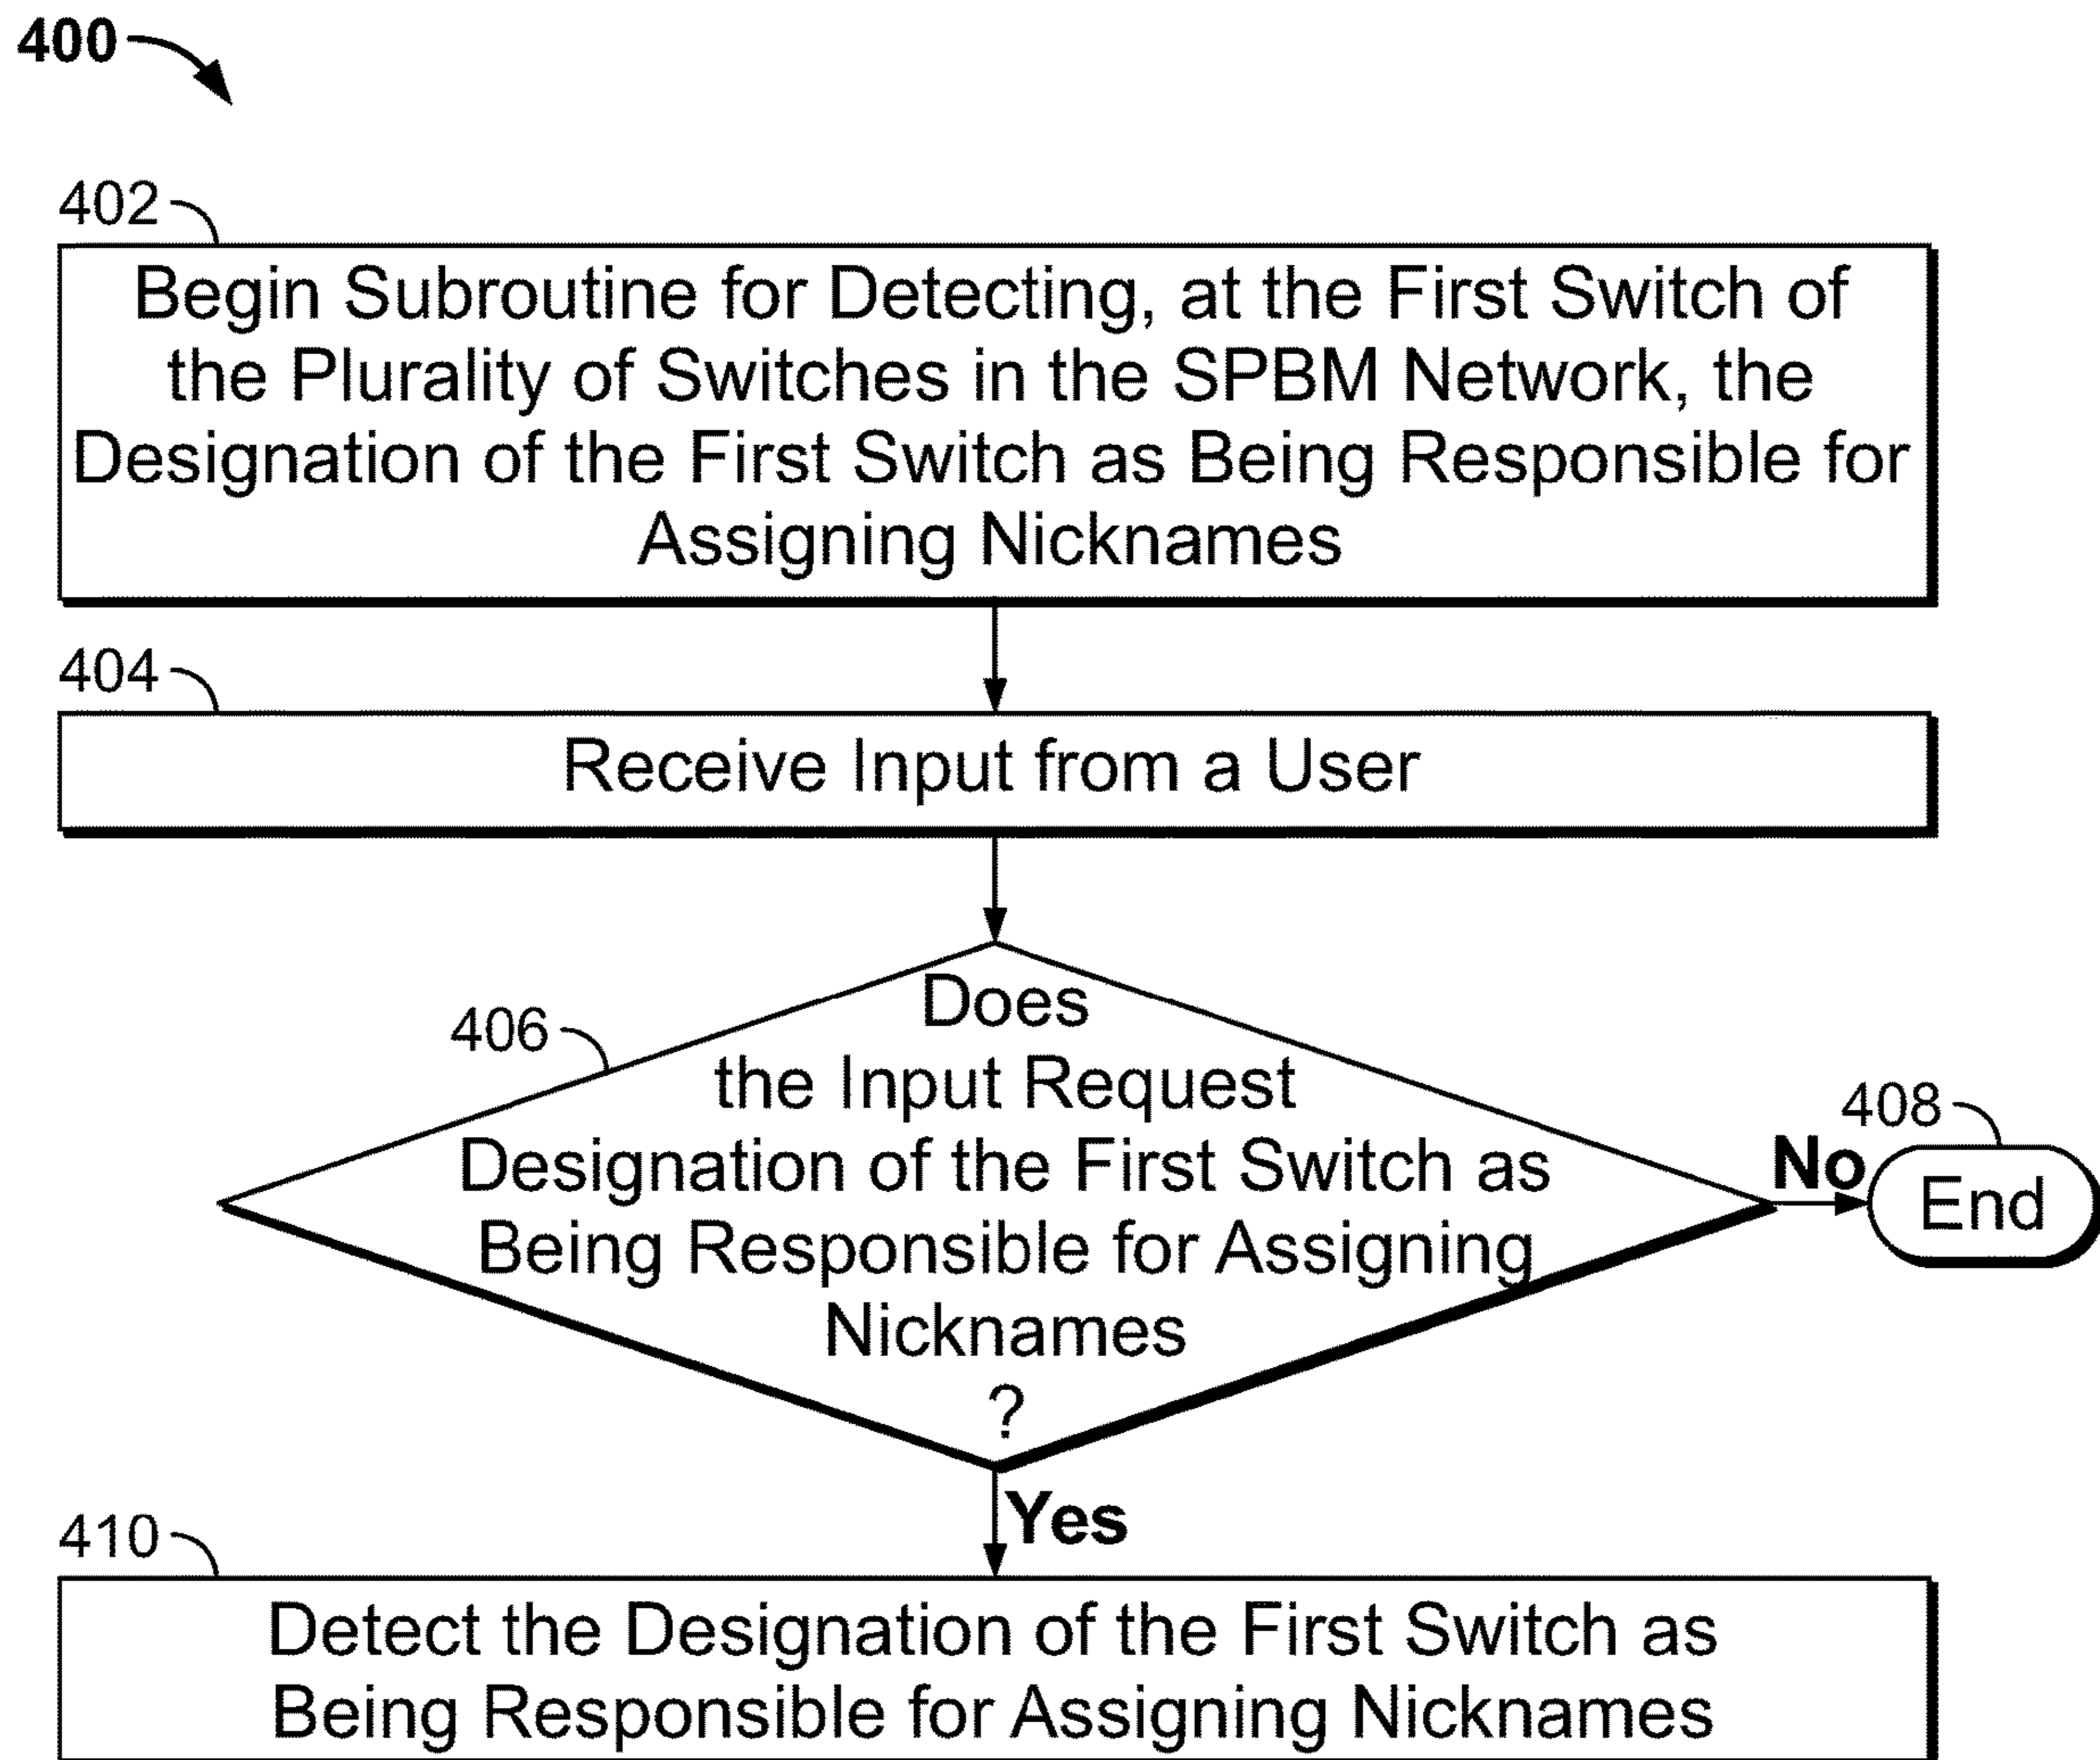 400
402
Begin Subroutine for Detecting, at the First Switch of
the Plurality of Switches in the SPBM Network, the
Designation of the First Switch as Being Responsible for
Assigning Nicknames
404
Receive Input from a User
406
Does
the Input Request
Designation of the First Switch as
Being Responsible for Assigning
Nicknames
?
408
No
End
Yes
410
Detect the Designation of the First Switch as
Being Responsible for Assigning Nicknames